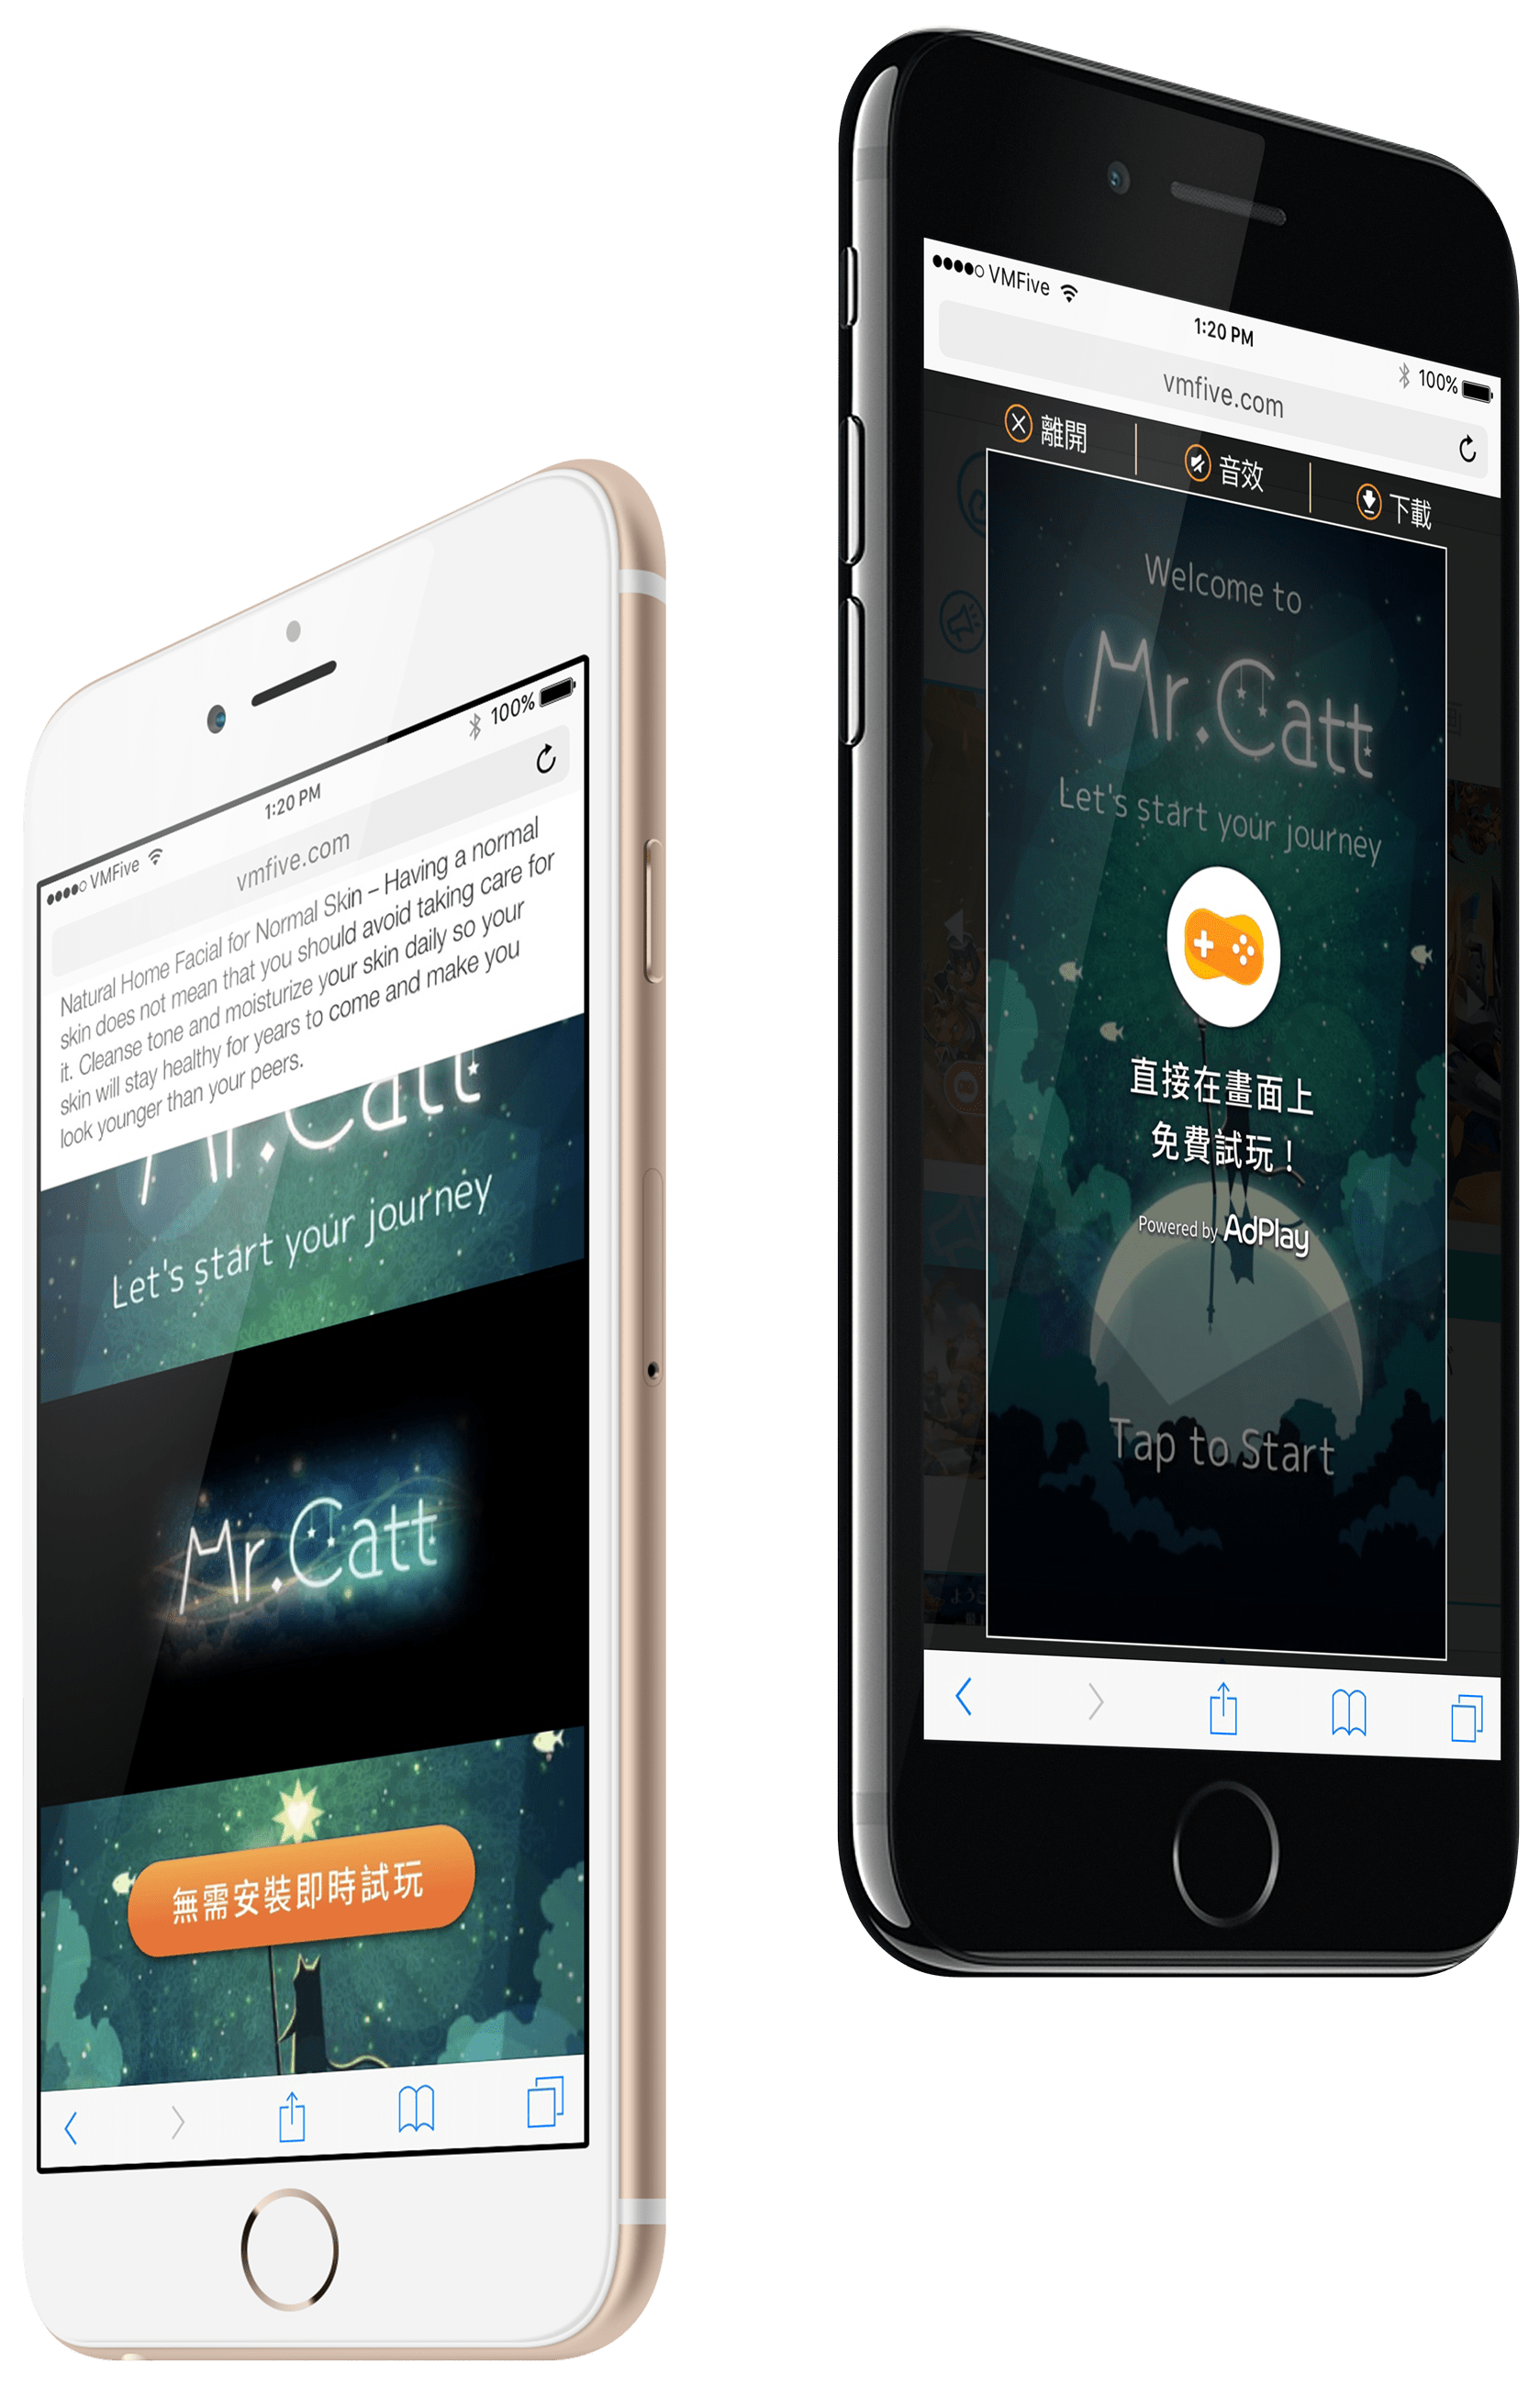 VMFive
1:20 PM
100%
vmfive.com
Natural Home Facial for Normal Skin – Having a normal
skin does not mean that you should avoid taking care for
it. Cleanse tone and moisturize your skin daily so your
skin will stay healthy for years to come and make you
look younger than your peers.
Mr.Catt
Let's start your journey
Mr.Catt
無需安裝即時試玩
VMFive
1:20 PM
100%
vmfive.com
離開
音效
下載
Welcome to
Mr.Catt
Let's start your journey
直接在畫面上
免費試玩！
Powered by AdPlay
Tap to Start